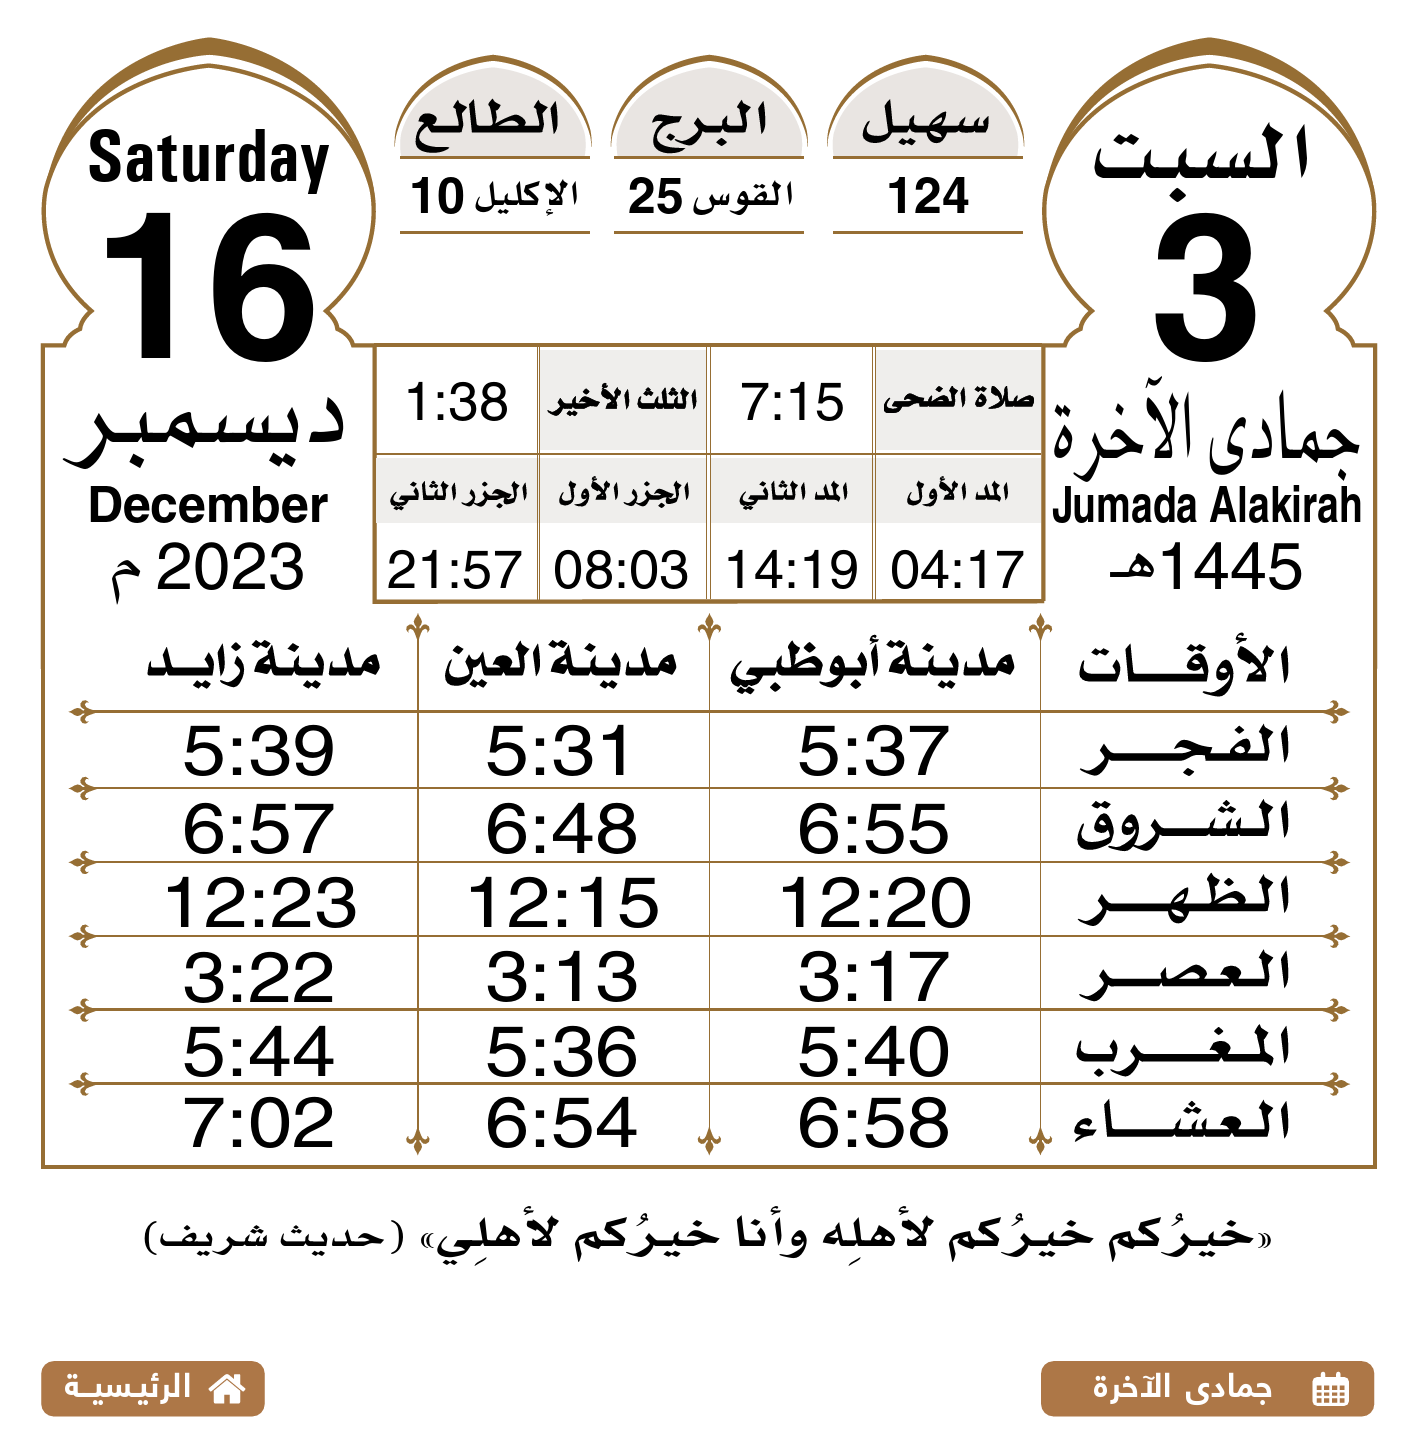 السبت
3
جمادى الآخرة
Jumada Alakirah
1445هـ
سهيل
124
البرج
القوس 25
الطالع
الإكليل 10
Saturday
16
ديسمبر
December
2023 م
صلاة الضحى 7:15 الثلث الأخير 1:38
المد الأول المد الثاني الجزر الأول الجزر الثاني
04:17 14:19 08:03 21:57
الأوقات مدينة أبوظبي مدينة العين مدينة زايد
الفجر 5:37 5:31 5:39
الشروق 6:55 6:48 6:57
الظهر 12:20 12:15 12:23
العصر 3:17 3:13 3:22
المغرب 5:40 5:36 5:44
العشاء 6:58 6:54 7:02
«خيرُكم خيرُكم لأهلِه وأنا خيرُكم لأهلِي» (حديث شريف)
جمادى الآخرة
الرئيسية